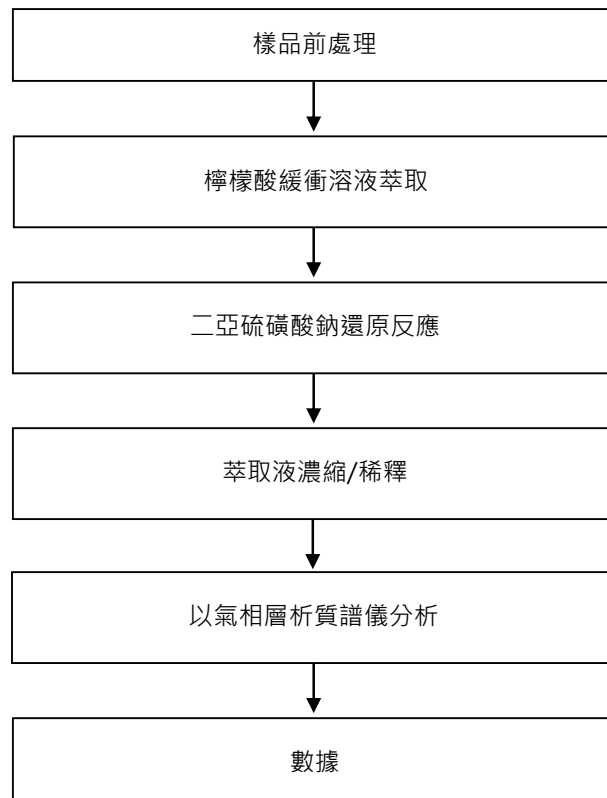 樣品前處理
檸檬酸緩衝溶液萃取
二亞硫磺酸鈉還原反應
萃取液濃縮/稀釋
以氣相層析質譜儀分析
數據